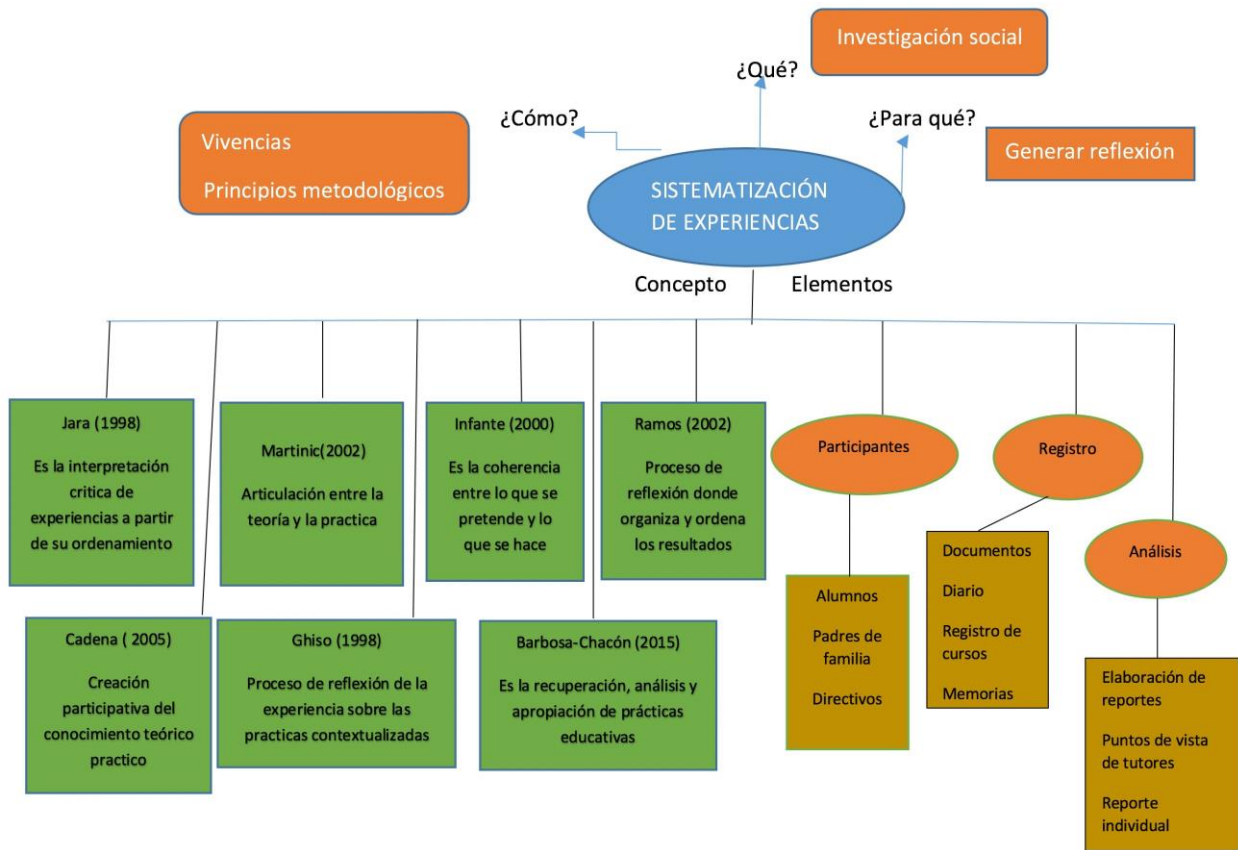 Investigación social
¿Qué?
¿Cómo?
¿Para qué?
Vivencias
Principios metodológicos
Generar reflexión
SISTEMATIZACIÓN
DE EXPERIENCIAS
Concepto
Elementos
Jara (1998)
Es la interpretación
critica de
experiencias a partir
de su ordenamiento
Martinic(2002)
Articulación entre la
teoría y la practica
Infante (2000)
Es la coherencia
entre lo que se
pretende y lo
que se hace
Ramos (2002)
Proceso de
reflexión donde
organiza y ordena
los resultados
Participantes
Registro
Análisis
Cadena ( 2005)
Creación
participativa del
conocimiento teórico
practico
Ghiso (1998)
Proceso de reflexión de la
experiencia sobre las
practicas contextualizadas
Barbosa-Chacón (2015)
Es la recuperación, análisis y
apropiación de prácticas
educativas
Alumnos
Padres de
familia
Directivos
Documentos
Diario
Registro de
cursos
Memorias
Elaboración de
reportes
Puntos de vista
de tutores
Reporte
individual